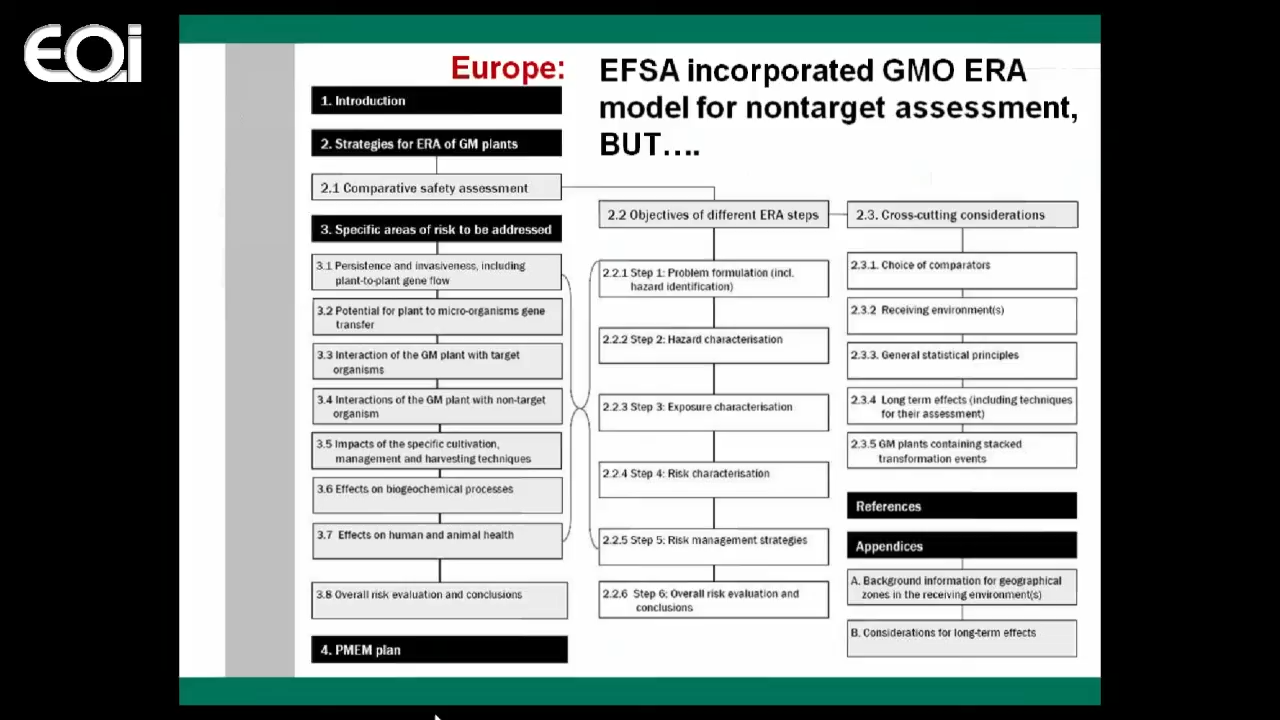 EOi
Europe:
EFSA incorporated GMO ERA
model for nontarget assessment,
BUT....
1. Introduction
2. Strategies for ERA of GM plants
2.1 Comparative safety assessment
3. Specific areas of risk to be addressed
3.1 Persistence and invasiveness, including
plant-to-plant gene flow
3.2 Potential for plant to micro-organisms gene
transfer
3.3 Interaction of the GM plant with target
organisms
3.4 Interactions of the GM plant with non-target
organism
3.5 Impacts of the specific cultivation,
management and harvesting techniques
3.6 Effects on biogeochemical processes
3.7 Effects on human and animal health
3.8 Overall risk evaluation and conclusions
4. PMEM plan
2.2 Objectives of different ERA steps
2.2.1 Step 1: Problem formulation (incl.
hazard identification)
2.2.2 Step 2: Hazard characterisation
2.2.3 Step 3: Exposure characterisation
2.2.4 Step 4: Risk characterisation
2.2.5 Step 5: Risk management strategies
2.2.6 Step 6: Overall risk evaluation and
conclusions
2.3. Cross-cutting considerations
2.3.1. Choice of comparators
2.3.2 Receiving environment(s)
2.3.3. General statistical principles
2.3.4 Long term effects (including techniques
for their assessment)
2.3.5 GM plants containing stacked
transformation events
References
Appendices
A. Background information for geographical
zones in the receiving environment(s)
B. Considerations for long-term effects